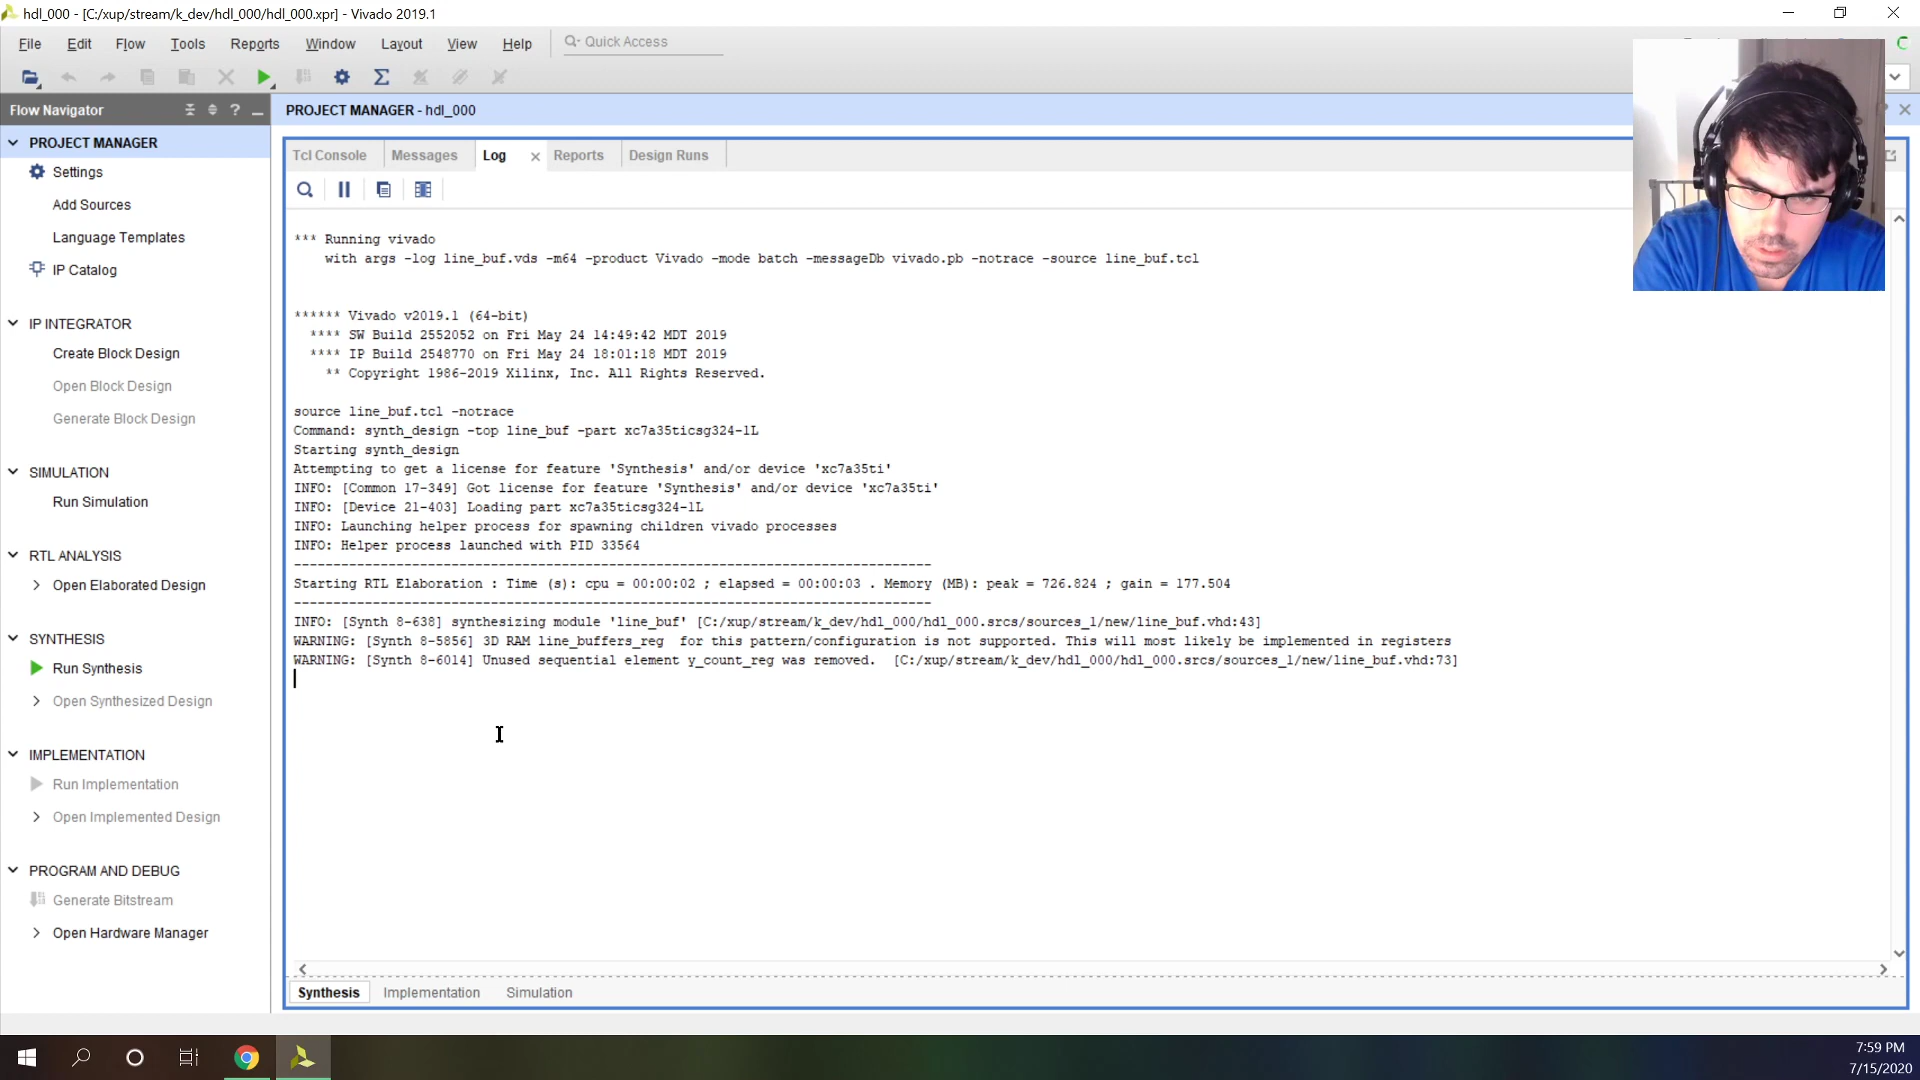 hdl_000 - [C:/xup/stream/k_dev/hdl_000/hdl_000.xpr] - Vivado 2019.1
File Edit Flow Tools Reports Window Layout View Help Quick Access
Flow Navigator ?
PROJECT MANAGER - hdl_000
PROJECT MANAGER
Settings
Add Sources
Language Templates
IP Catalog
IP INTEGRATOR
Create Block Design
Open Block Design
Generate Block Design
SIMULATION
Run Simulation
RTL ANALYSIS
Open Elaborated Design
SYNTHESIS
Run Synthesis
Open Synthesized Design
IMPLEMENTATION
Run Implementation
Open Implemented Design
PROGRAM AND DEBUG
Generate Bitstream
Open Hardware Manager
Tcl Console Messages Log Reports Design Runs
*** Running vivado
with args -log line_buf.vds -m64 -product Vivado -mode batch -messageDb vivado.pb -notrace -source line_buf.tcl
****** Vivado v2019.1 (64-bit)
**** SW Build 2552052 on Fri May 24 14:49:42 MDT 2019
**** IP Build 2548770 on Fri May 24 18:01:18 MDT 2019
** Copyright 1986-2019 Xilinx, Inc. All Rights Reserved.
source line_buf.tcl -notrace
Command: synth_design -top line_buf -part xc7a35ticsg324-1L
Starting synth_design
Attempting to get a license for feature 'Synthesis' and/or device 'xc7a35ti'
INFO: [Common 17-349] Got license for feature 'Synthesis' and/or device 'xc7a35ti'
INFO: [Device 21-403] Loading part xc7a35ticsg324-1L
INFO: Launching helper process for spawning children vivado processes
INFO: Helper process launched with PID 33564
---------------------------------------------------------------------------------
Starting RTL Elaboration : Time (s): cpu = 00:00:02 ; elapsed = 00:00:03 . Memory (MB): peak = 726.824 ; gain = 177.504
---------------------------------------------------------------------------------
INFO: [Synth 8-638] synthesizing module 'line_buf' [C:/xup/stream/k_dev/hdl_000/hdl_000.srcs/sources_1/new/line_buf.vhd:43]
WARNING: [Synth 8-5856] 3D RAM line_buffers_reg  for this pattern/configuration is not supported. This will most likely be implemented in registers
WARNING: [Synth 8-6014] Unused sequential element y_count_reg was removed.  [C:/xup/stream/k_dev/hdl_000/hdl_000.srcs/sources_1/new/line_buf.vhd:73]
Synthesis Implementation Simulation
7:59 PM
7/15/2020